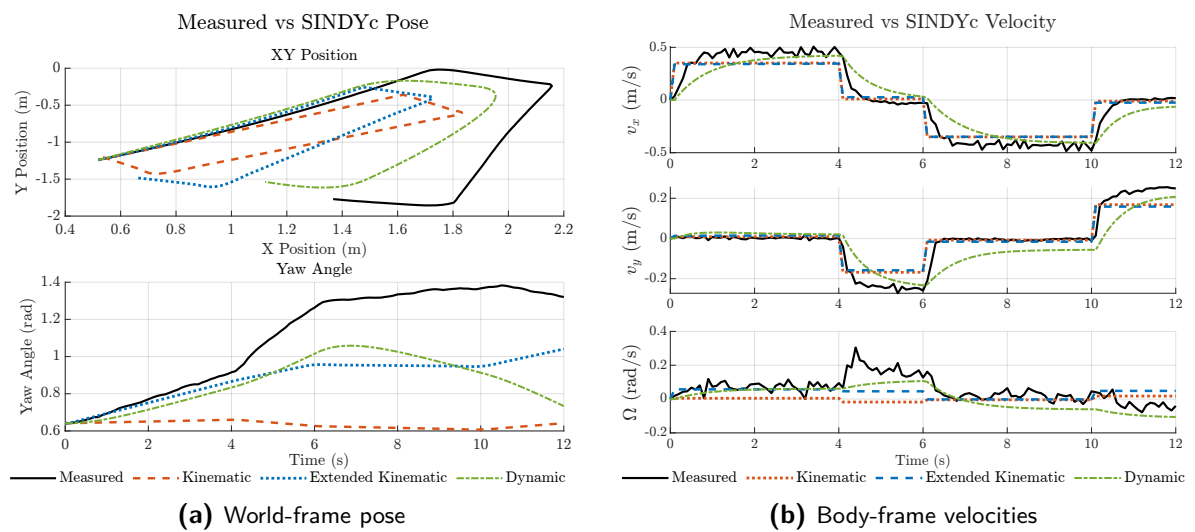 Measured vs SINDYc Pose
XY Position
0
-0.5
-1
-1.5
-2
Y Position (m)
0.4 0.6 0.8 1 1.2 1.4 1.6 1.8 2 2.2
X Position (m)
Yaw Angle
1.4
1.2
1
0.8
0.6
Yaw Angle (rad)
0 2 4 6 8 10 12
Time (s)
Measured Kinematic Extended Kinematic Dynamic
(a) World-frame pose
Measured vs SINDYc Velocity
0.5
0
-0.5
vx (m/s)
0 2 4 6 8 10 12
0.2
0
-0.2
vy (m/s)
0 2 4 6 8 10 12
0.4
0.2
0
-0.2
Ω (rad/s)
0 2 4 6 8 10 12
Time (s)
Measured Kinematic Extended Kinematic Dynamic
(b) Body-frame velocities